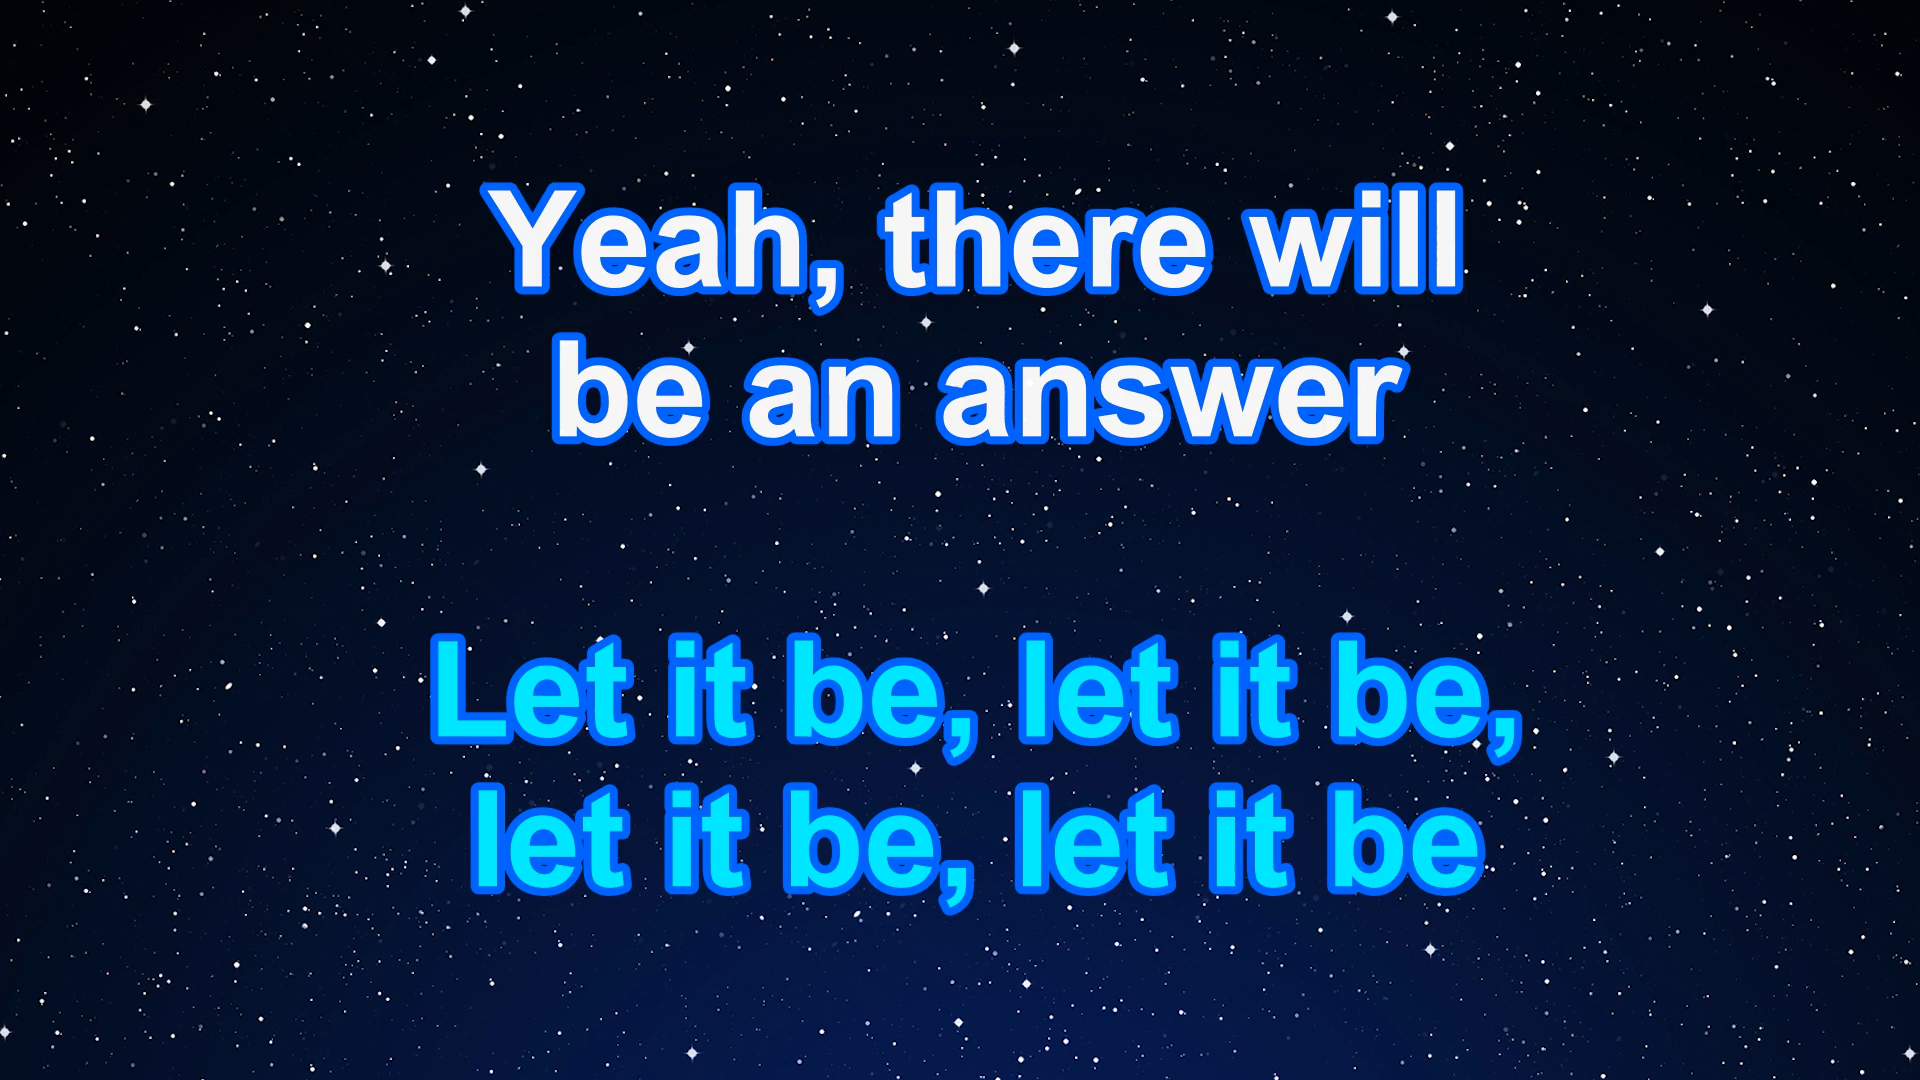 Yeah, there will
be an answer
Let it be, let it be,
let it be, let it be